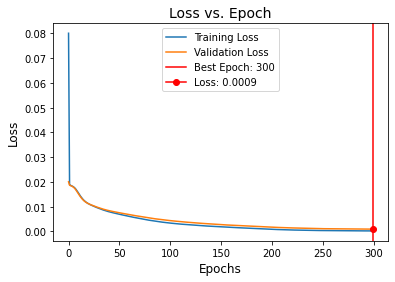 Loss vs. Epoch
Training Loss
Validation Loss
Best Epoch: 300
Loss: 0.0009
0.08
0.07
0.06
0.05
0.04
0.03
0.02
0.01
0.00
Loss
0 50 100 150 200 250 300
Epochs